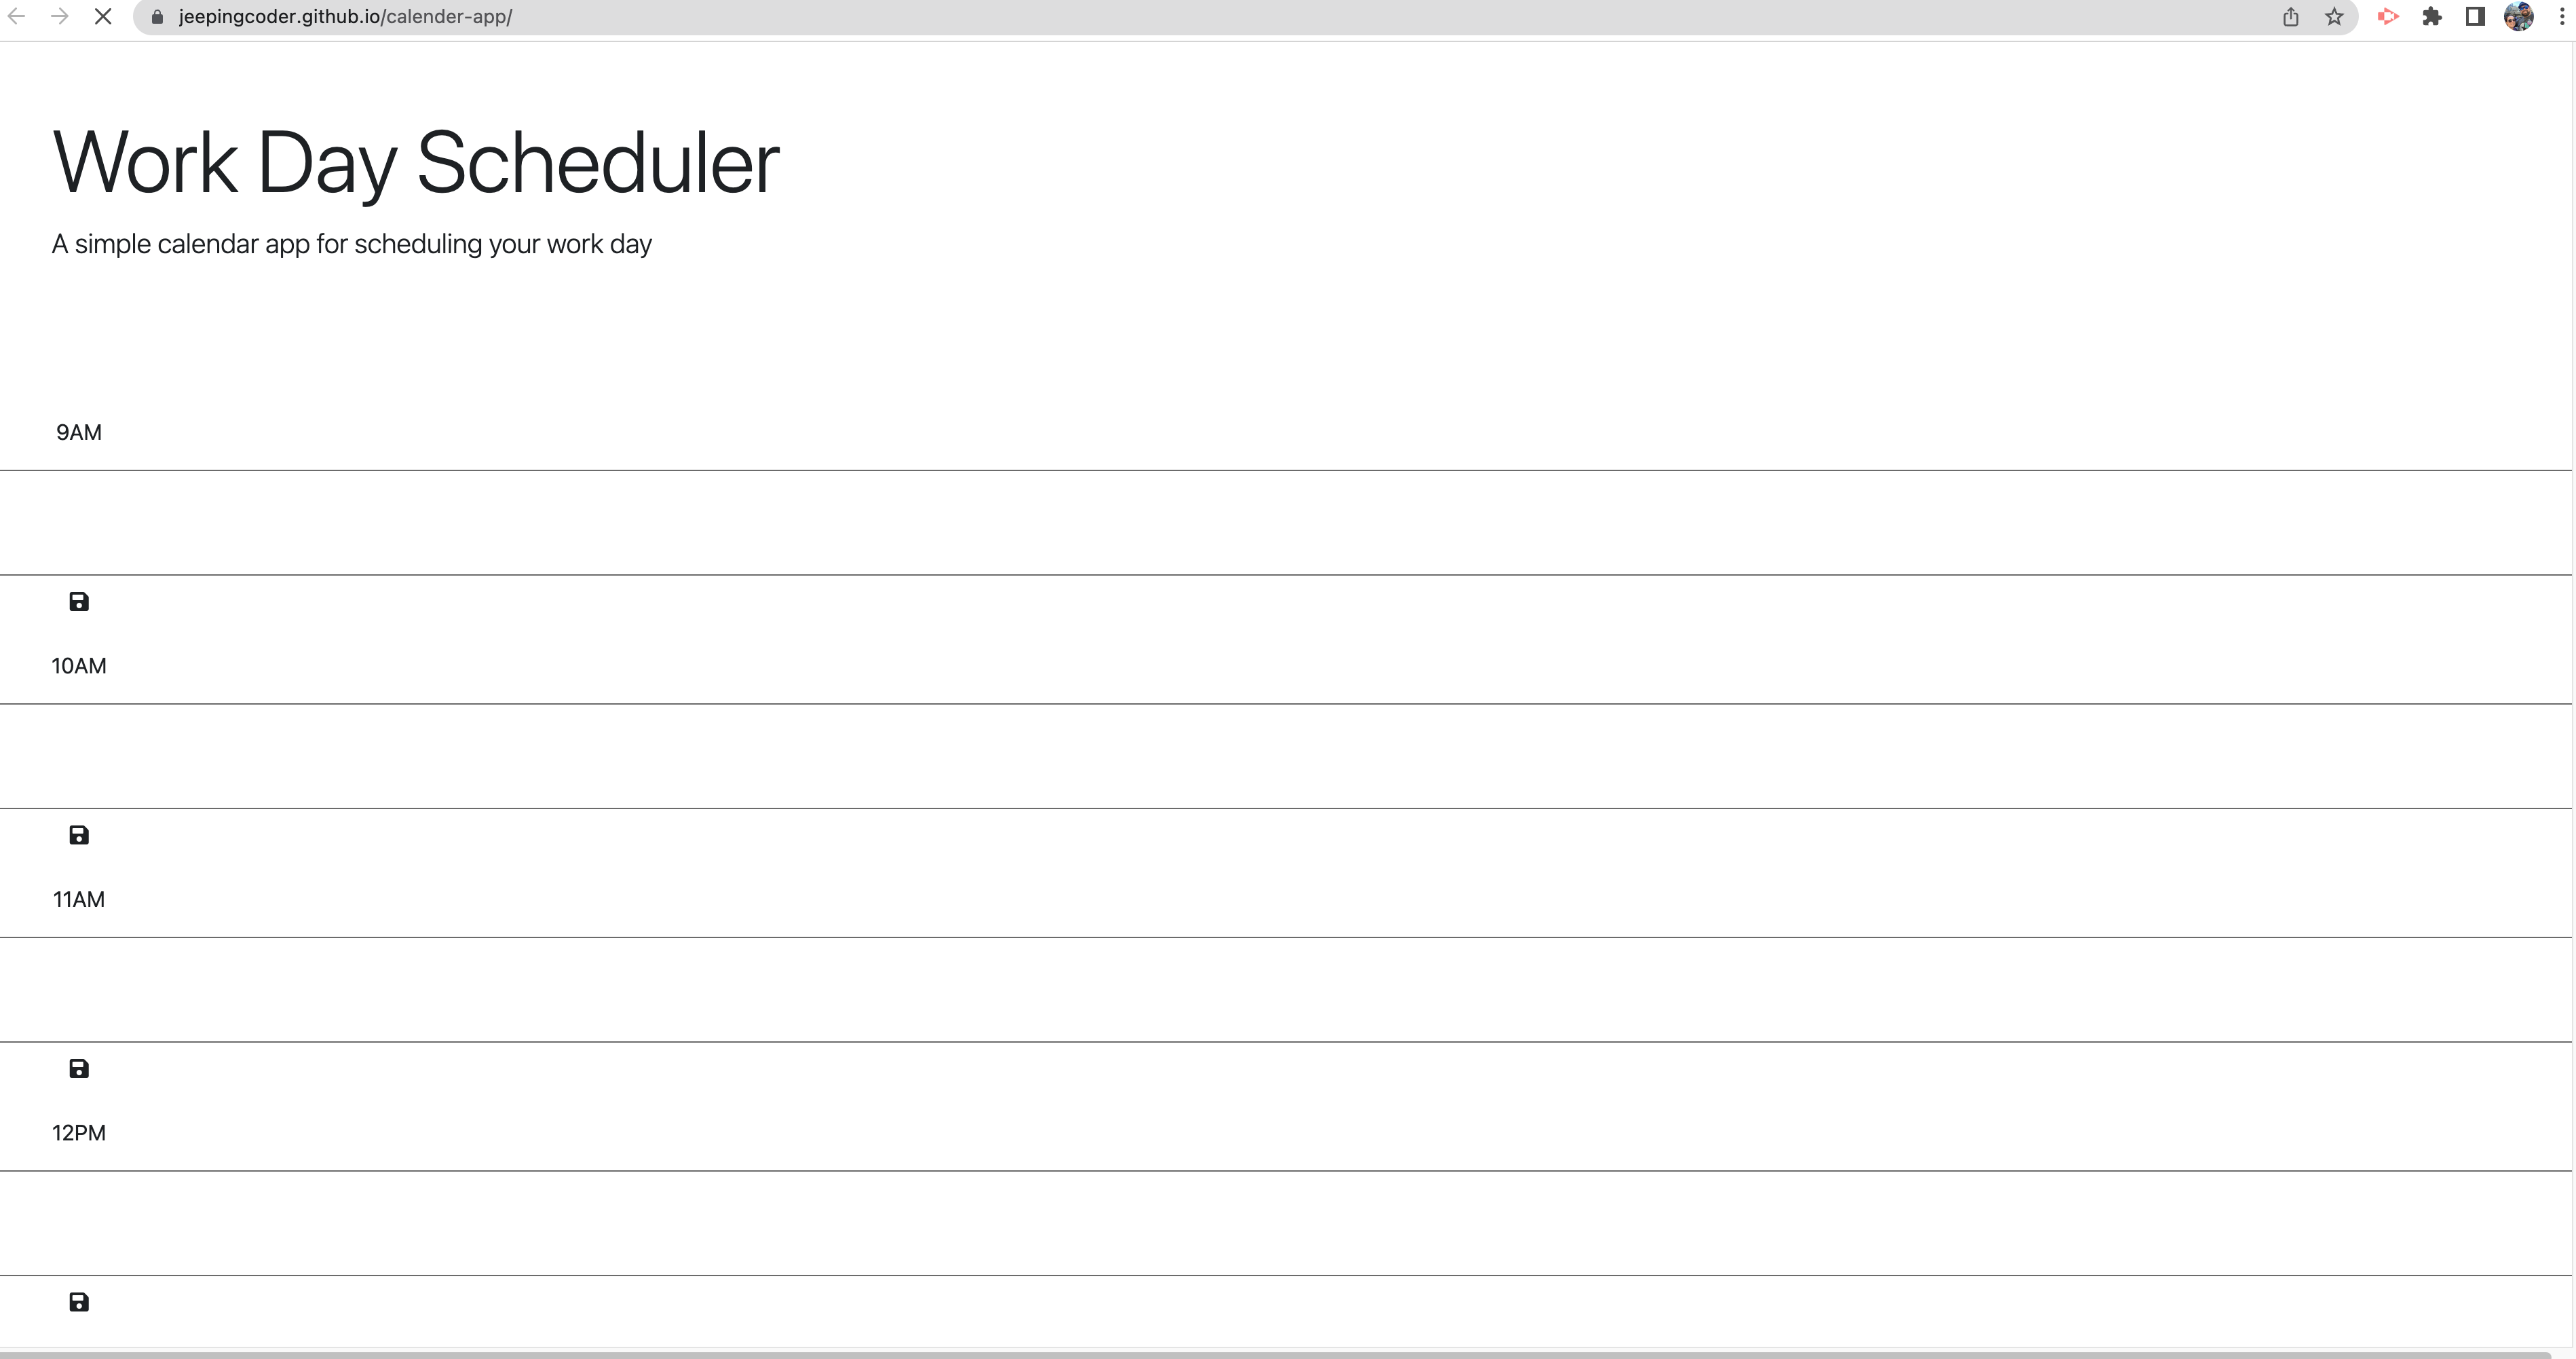 jeepingcoder.github.io/calender-app/
Work Day Scheduler
A simple calendar app for scheduling your work day
9AM
10AM
11AM
12PM